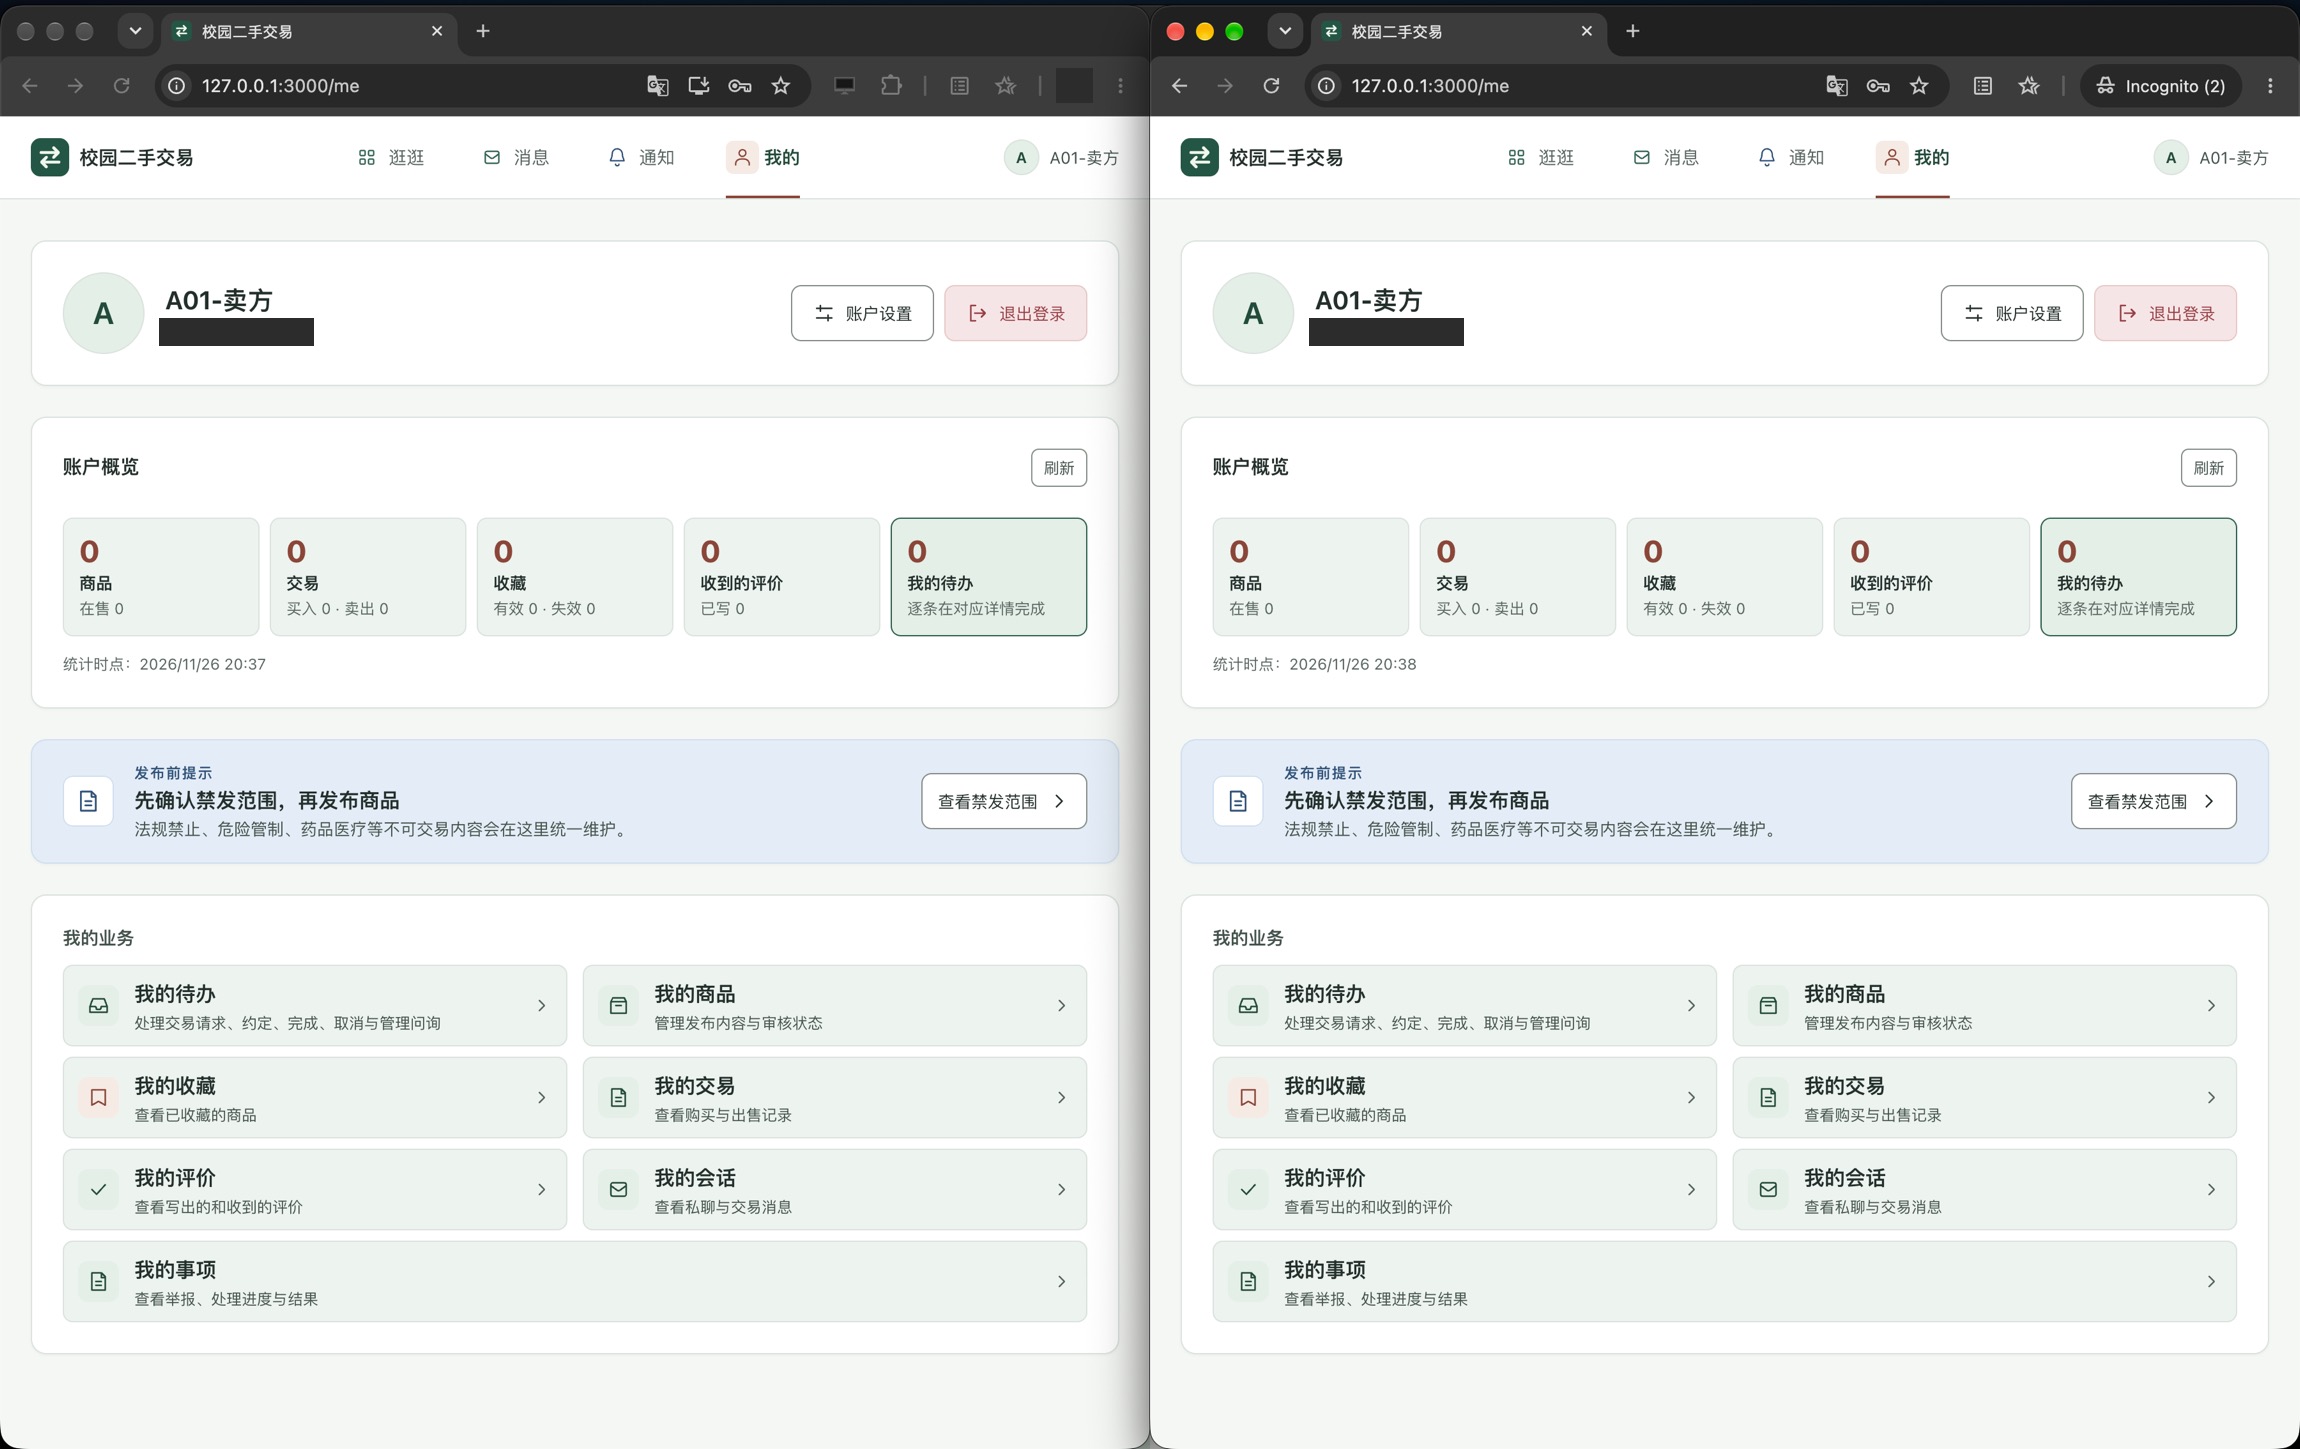 校园二手交易
127.0.0.1:3000/me
校园二手交易
逛逛
消息
通知
我的
A
A01-卖方
A
A01-卖方
账户设置
退出登录
账户概览
刷新
0
商品
在售 0
0
交易
买入 0 · 卖出 0
0
收藏
有效 0 · 失效 0
0
收到的评价
已写 0
0
我的待办
逐条在对应详情完成
统计时点：2026/11/26 20:37
发布前提示
先确认禁发范围，再发布商品
法规禁止、危险管制、药品医疗等不可交易内容会在这里统一维护。
查看禁发范围
我的业务
我的待办
处理交易请求、约定、完成、取消与管理问询
我的商品
管理发布内容与审核状态
我的收藏
查看已收藏的商品
我的交易
查看购买与出售记录
我的评价
查看写出的和收到的评价
我的会话
查看私聊与交易消息
我的事项
查看举报、处理进度与结果
校园二手交易
127.0.0.1:3000/me
Incognito (2)
校园二手交易
逛逛
消息
通知
我的
A
A01-卖方
A
A01-卖方
账户设置
退出登录
账户概览
刷新
0
商品
在售 0
0
交易
买入 0 · 卖出 0
0
收藏
有效 0 · 失效 0
0
收到的评价
已写 0
0
我的待办
逐条在对应详情完成
统计时点：2026/11/26 20:38
发布前提示
先确认禁发范围，再发布商品
法规禁止、危险管制、药品医疗等不可交易内容会在这里统一维护。
查看禁发范围
我的业务
我的待办
处理交易请求、约定、完成、取消与管理问询
我的商品
管理发布内容与审核状态
我的收藏
查看已收藏的商品
我的交易
查看购买与出售记录
我的评价
查看写出的和收到的评价
我的会话
查看私聊与交易消息
我的事项
查看举报、处理进度与结果